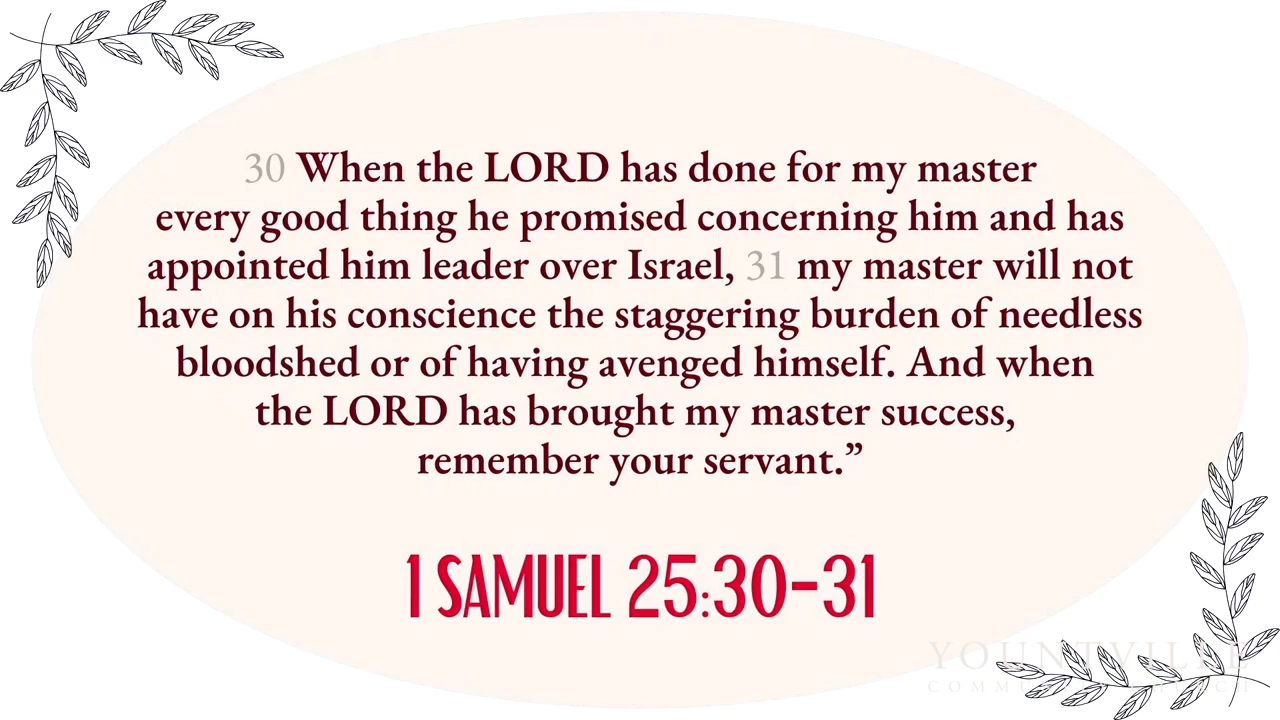 30 When the LORD has done for my master
every good thing he promised concerning him and has
appointed him leader over Israel, 31 my master will not
have on his conscience the staggering burden of needless
bloodshed or of having avenged himself. And when
the LORD has brought my master success,
remember your servant.”
1 SAMUEL 25:30-31
YOUNTVILLE